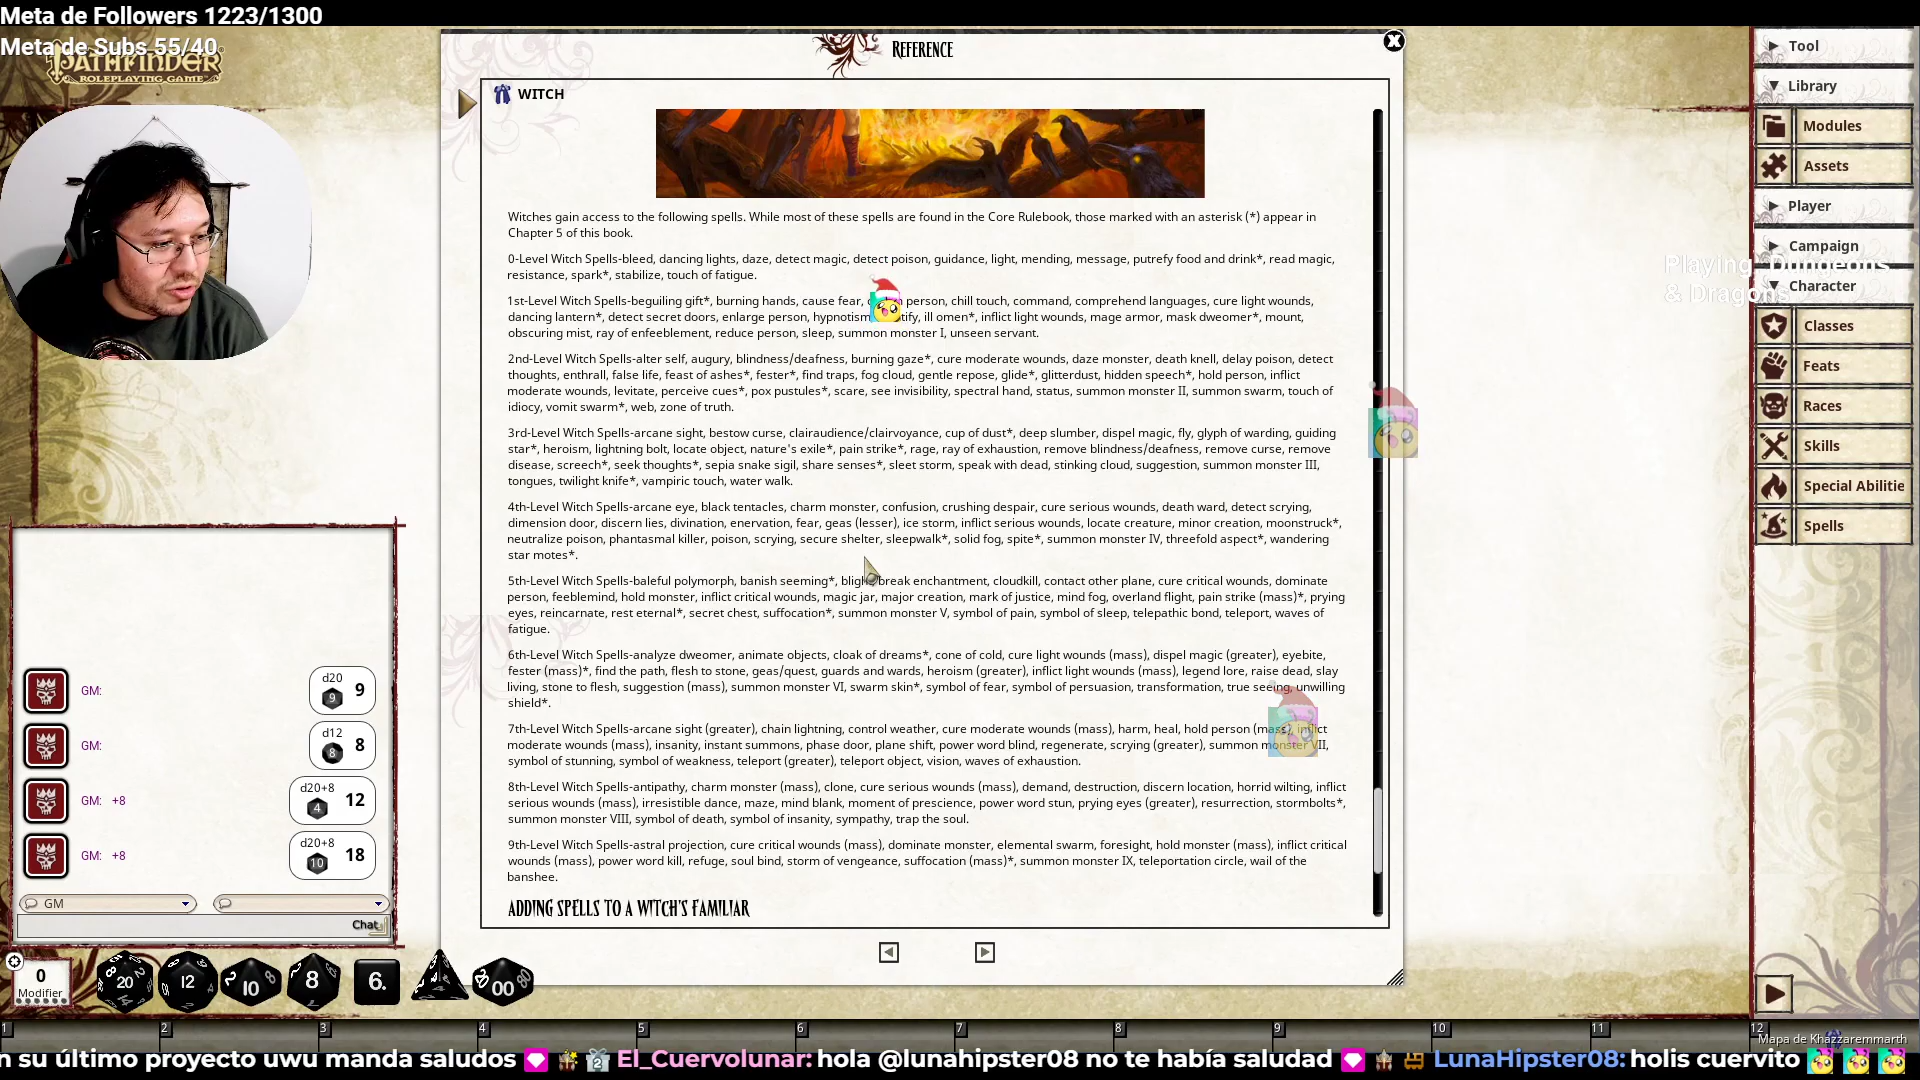 Meta de Followers 1223/1300
Meta de Subs 55/40
PATHFINDER
ROLEPLAYING GAME
REFERENCE
WITCH
Witches gain access to the following spells. While most of these spells are found in the Core Rulebook, those marked with an asterisk (*) appear in
Chapter 5 of this book.
0-Level Witch Spells-bleed, dancing lights, daze, detect magic, detect poison, guidance, light, mending, message, putrefy food and drink*, read magic,
resistance, spark*, stabilize, touch of fatigue.
1st-Level Witch Spells-beguiling gift*, burning hands, cause fear, person, chill touch, command, comprehend languages, cure light wounds,
dancing lantern*, detect secret doors, enlarge person, hypnotism tify, ill omen*, inflict light wounds, mage armor, mask dweomer*, mount,
obscuring mist, ray of enfeeblement, reduce person, sleep, summon monster I, unseen servant.
2nd-Level Witch Spells-alter self, augury, blindness/deafness, burning gaze*, cure moderate wounds, daze monster, death knell, delay poison, detect
thoughts, enthrall, false life, feast of ashes*, fester*, find traps, fog cloud, gentle repose, glide*, glitterdust, hidden speech*, hold person, inflict
moderate wounds, levitate, perceive cues*, pox pustules*, scare, see invisibility, spectral hand, status, summon monster II, summon swarm, touch of
idiocy, vomit swarm*, web, zone of truth.
3rd-Level Witch Spells-arcane sight, bestow curse, clairaudience/clairvoyance, cup of dust*, deep slumber, dispel magic, fly, glyph of warding, guiding
star*, heroism, lightning bolt, locate object, nature's exile*, pain strike*, rage, ray of exhaustion, remove blindness/deafness, remove curse, remove
disease, screech*, seek thoughts*, sepia snake sigil, share senses*, sleet storm, speak with dead, stinking cloud, suggestion, summon monster III,
tongues, twilight knife*, vampiric touch, water walk.
4th-Level Witch Spells-arcane eye, black tentacles, charm monster, confusion, crushing despair, cure serious wounds, death ward, detect scrying,
dimension door, discern lies, divination, enervation, fear, geas (lesser), ice storm, inflict serious wounds, locate creature, minor creation, moonstruck*,
neutralize poison, phantasmal killer, poison, scrying, secure shelter, sleepwalk*, solid fog, spite*, summon monster IV, threefold aspect*, wandering
star motes*.
5th-Level Witch Spells-baleful polymorph, banish seeming*, blight, break enchantment, cloudkill, contact other plane, cure critical wounds, dominate
person, feeblemind, hold monster, inflict critical wounds, magic jar, major creation, mark of justice, mind fog, overland flight, pain strike (mass)*, prying
eyes, reincarnate, rest eternal*, secret chest, suffocation*, summon monster V, symbol of pain, symbol of sleep, telepathic bond, teleport, waves of
fatigue.
6th-Level Witch Spells-analyze dweomer, animate objects, cloak of dreams*, cone of cold, cure light wounds (mass), dispel magic (greater), eyebite,
fester (mass)*, find the path, flesh to stone, geas/quest, guards and wards, heroism (greater), inflict light wounds (mass), legend lore, raise dead, slay
living, stone to flesh, suggestion (mass), summon monster VI, swarm skin*, symbol of fear, symbol of persuasion, transformation, true seeing, unwilling
shield*.
7th-Level Witch Spells-arcane sight (greater), chain lightning, control weather, cure moderate wounds (mass), harm, heal, hold person (mass), inflict
moderate wounds (mass), insanity, instant summons, phase door, plane shift, power word blind, regenerate, scrying (greater), summon monster VII,
symbol of stunning, symbol of weakness, teleport (greater), teleport object, vision, waves of exhaustion.
8th-Level Witch Spells-antipathy, charm monster (mass), clone, cure serious wounds (mass), demand, destruction, discern location, horrid wilting, inflict
serious wounds (mass), irresistible dance, maze, mind blank, moment of prescience, power word stun, prying eyes (greater), resurrection, stormbolts*,
summon monster VIII, symbol of death, symbol of insanity, sympathy, trap the soul.
9th-Level Witch Spells-astral projection, cure critical wounds (mass), dominate monster, elemental swarm, foresight, hold monster (mass), inflict critical
wounds (mass), power word kill, refuge, soul bind, storm of vengeance, suffocation (mass)*, summon monster IX, teleportation circle, wail of the
banshee.
ADDING SPELLS TO A WITCH'S FAMILIAR
Tool
Library
Modules
Assets
Player
Campaign
Playing: Dungeons
& Dragons
Character
Classes
Feats
Races
Skills
Special Abilitie
Spells
GM: d20 9 9
GM: d12 8 8
GM: +8 d20+8 4 12
GM: +8 d20+8 10 18
GM
Chat
0
Modifier
20 12 10 8 6. 00
1 2 3 4 5 6 7 8 9 10 11 12
Mapa de Khazzaremmarth
n su último proyecto uwu manda saludos El_Cuervolunar: hola @lunahipster08 no te había saludad LunaHipster08: holis cuervito